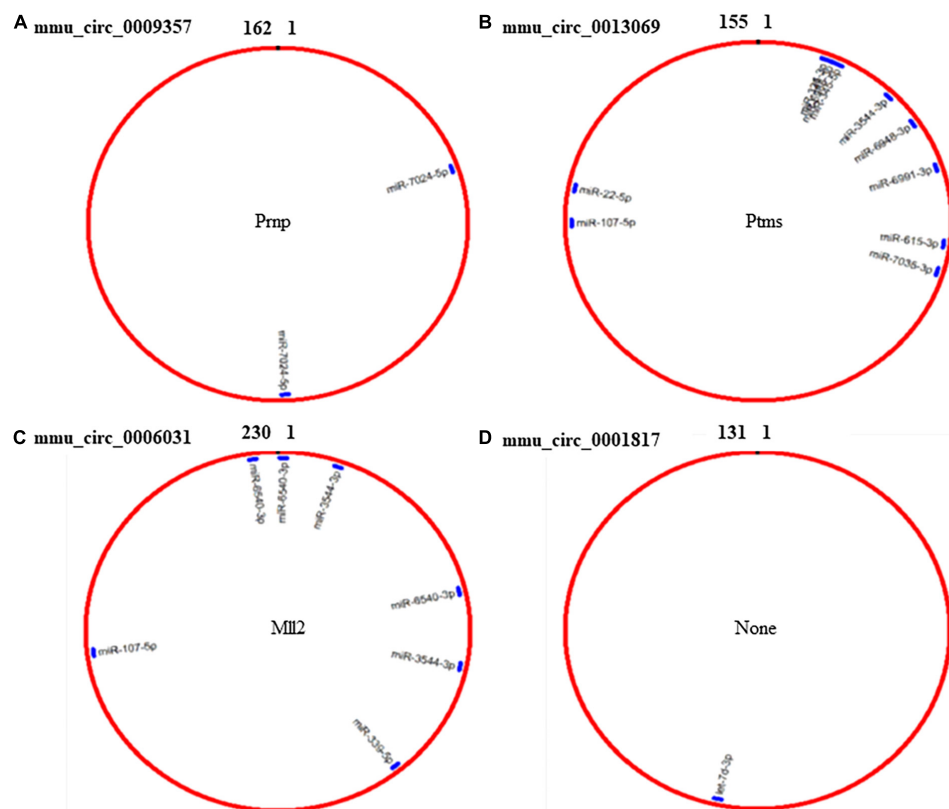 A mmu_circ_0009357 162 1
miR-7024-5p
Prnp
miR-7024-5p
B mmu_circ_0013069 155 1
miR-3544-3p
miR-6948-3p
miR-6991-3p
miR-22-5p
miR-107-5p
Ptms
miR-615-3p
miR-7035-3p
C mmu_circ_0006031 230 1
miR-6540-3p
miR-6540-3p
miR-3544-3p
miR-6540-3p
Mll2
miR-107-5p
miR-3544-3p
miR-339-5p
D mmu_circ_0001817 131 1
None
let-7d-3p